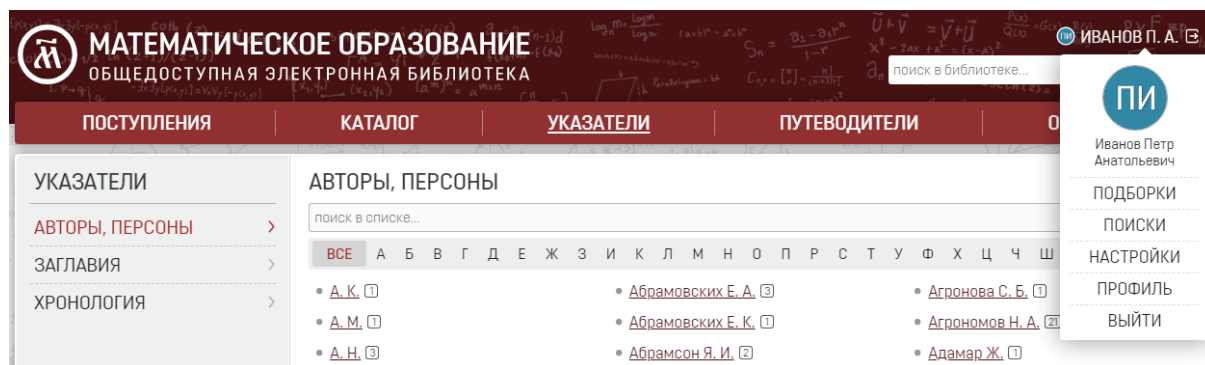 МАТЕМАТИЧЕСКОЕ ОБРАЗОВАНИЕ
ОБЩЕДОСТУПНАЯ ЭЛЕКТРОННАЯ БИБЛИОТЕКА
ПИ ИВАНОВ П. А.
поиск в библиотеке...
ПИ
Иванов Петр
Анатольевич
ПОДБОРКИ
ПОИСКИ
НАСТРОЙКИ
ПРОФИЛЬ
ВЫЙТИ
ПОСТУПЛЕНИЯ КАТАЛОГ УКАЗАТЕЛИ ПУТЕВОДИТЕЛИ О
УКАЗАТЕЛИ
АВТОРЫ, ПЕРСОНЫ
ЗАГЛАВИЯ
ХРОНОЛОГИЯ
АВТОРЫ, ПЕРСОНЫ
поиск в списке...
ВСЕ А Б В Г Д Е Ж З И К Л М Н О П Р С Т У Ф Х Ц Ч Ш
А. К. 1 Абрамовских Е. А. 3 Агронова С. Б. 1
А. М. 1 Абрамовских Е. К. 1 Агрономов Н. А. 21
А. Н. 3 Абрамсон Я. И. 2 Адамар Ж. 1